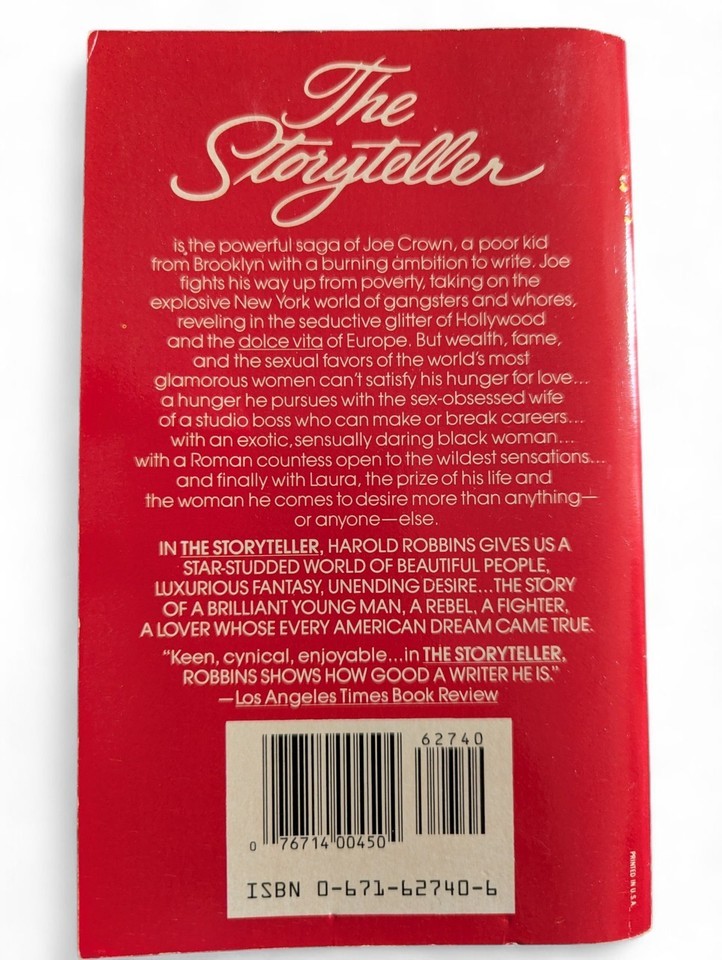 The
Storyteller
is the powerful saga of Joe Crown, a poor kid
from Brooklyn with a burning ambition to write. Joe
fights his way up from poverty, taking on the
explosive New York world of gangsters and whores,
reveling in the seductive glitter of Hollywood
and the dolce vita of Europe. But wealth, fame,
and the sexual favors of the world's most
glamorous women can't satisfy his hunger for love...
a hunger he pursues with the sex-obsessed wife
of a studio boss who can make or break careers...
with an exotic, sensually daring black woman...
with a Roman countess open to the wildest sensations...
and finally with Laura, the prize of his life and
the woman he comes to desire more than anything—
or anyone—else.
IN THE STORYTELLER, HAROLD ROBBINS GIVES US A
STAR-STUDDED WORLD OF BEAUTIFUL PEOPLE,
LUXURIOUS FANTASY, UNENDING DESIRE...THE STORY
OF A BRILLIANT YOUNG MAN, A REBEL, A FIGHTER,
A LOVER WHOSE EVERY AMERICAN DREAM CAME TRUE.
"Keen, cynical, enjoyable...in THE STORYTELLER,
ROBBINS SHOWS HOW GOOD A WRITER HE IS."
—Los Angeles Times Book Review
62740
0 76714 00450
ISBN 0-671-62740-6
PRINTED IN U.S.A.